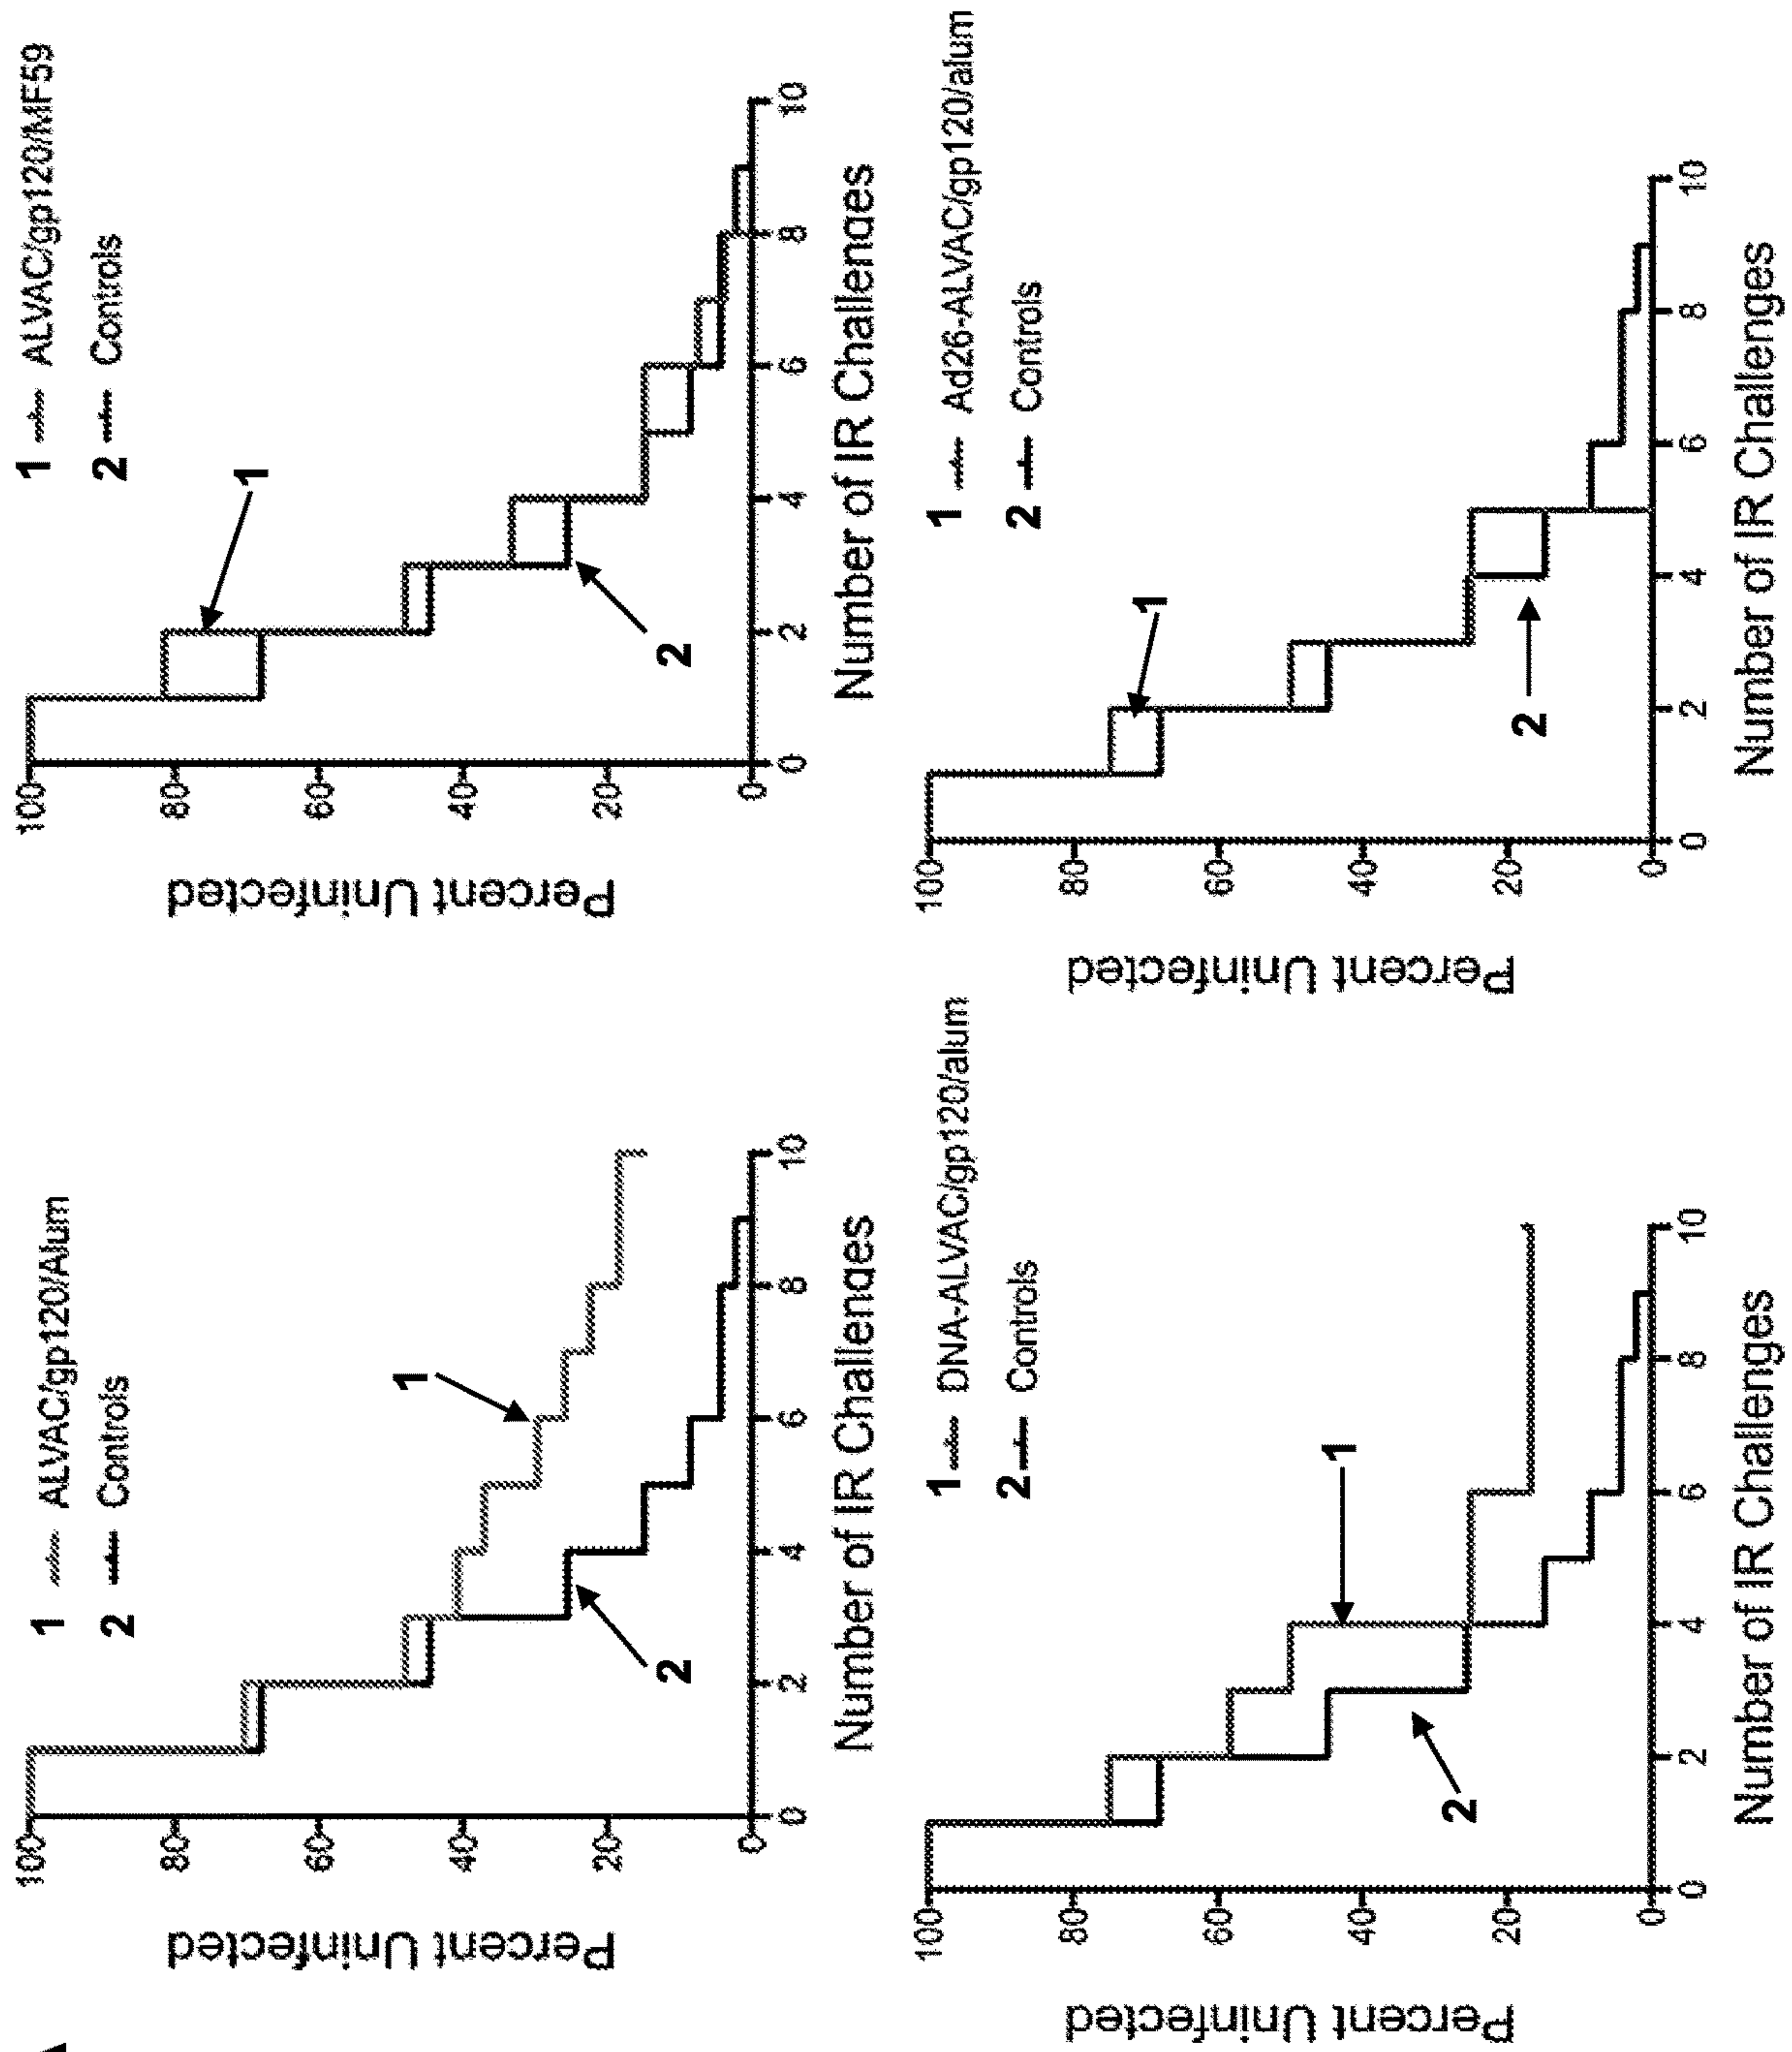 1 ALVAC/gp120/Alum
2 Controls
Percent Uninfected
100
80
60
40
20
0
1
2
0 2 4 6 8 10
Number of IR Challenges
1 ALVAC/gp120/MF59
2 Controls
Percent Uninfected
100
80
60
40
20
0
1
2
0 2 4 6 8 10
Number of IR Challenges
1 DNA-ALVAC/gp120/alum
2 Controls
Percent Uninfected
100
80
60
40
20
0
1
2
0 2 4 6 8 10
Number of IR Challenges
1 Ad26-ALVAC/gp120/alum
2 Controls
Percent Uninfected
100
80
60
40
20
0
1
2
0 2 4 6 8 10
Number of IR Challenges